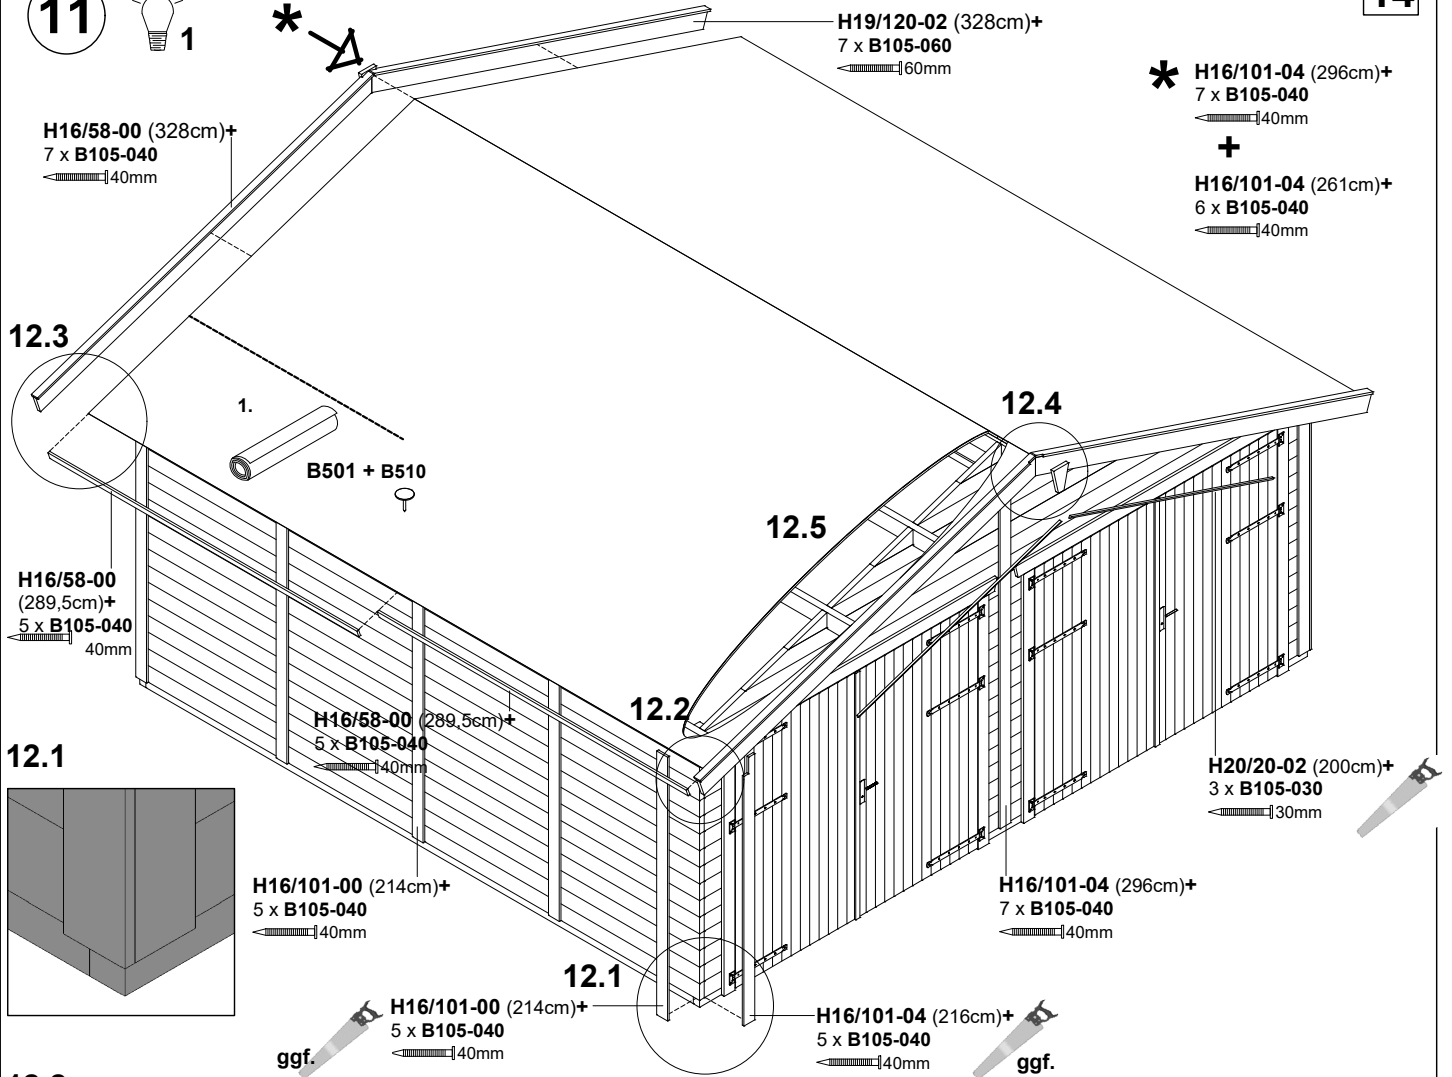 11
1
*
H19/120-02 (328cm)+
7 x B105-060
60mm
*
H16/101-04 (296cm)+
7 x B105-040
40mm
+
H16/101-04 (261cm)+
6 x B105-040
40mm
H16/58-00 (328cm)+
7 x B105-040
40mm
12.3
1.
B501 + B510
12.4
12.5
H16/58-00
(289,5cm)+
5 x B105-040
40mm
H16/58-00 (289,5cm)+
5 x B105-040
40mm
12.2
12.1
H20/20-02 (200cm)+
3 x B105-030
30mm
H16/101-00 (214cm)+
5 x B105-040
40mm
H16/101-04 (296cm)+
7 x B105-040
40mm
12.1
H16/101-00 (214cm)+
5 x B105-040
40mm
ggf.
H16/101-04 (216cm)+
5 x B105-040
40mm
ggf.